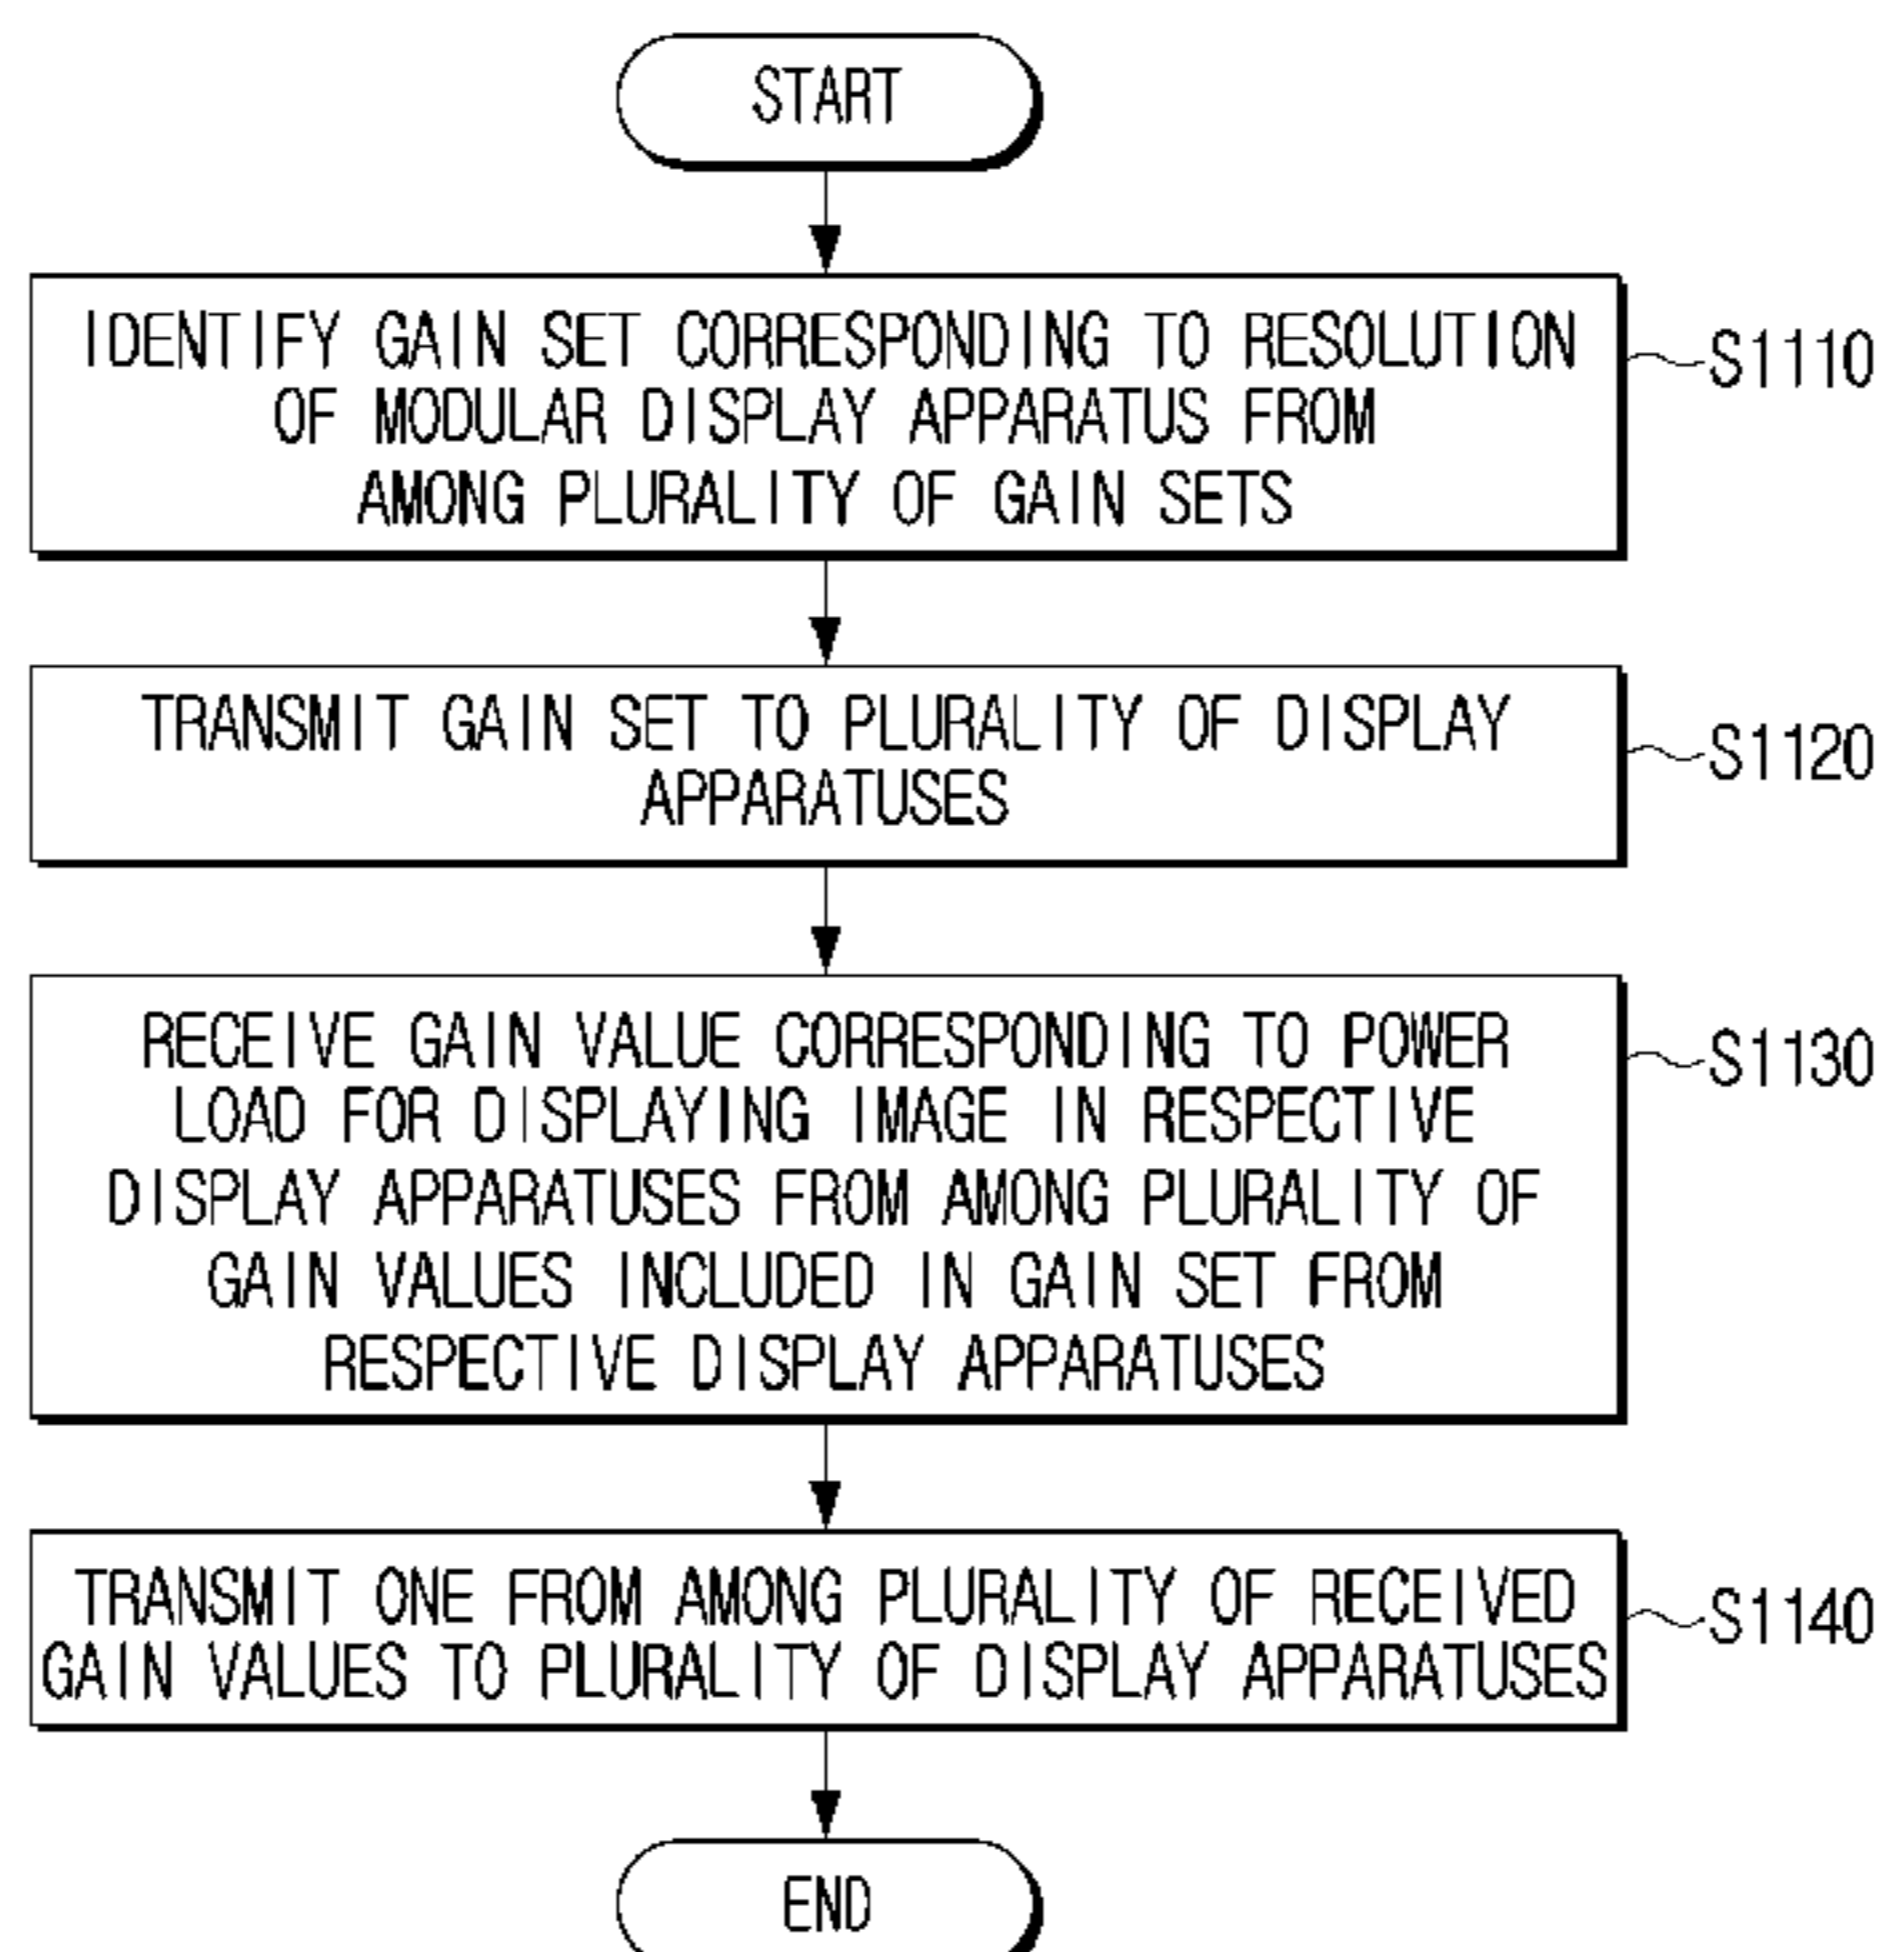 START
IDENTIFY GAIN SET CORRESPONDING TO RESOLUTION
OF MODULAR DISPLAY APPARATUS FROM
AMONG PLURALITY OF GAIN SETS
S1110
TRANSMIT GAIN SET TO PLURALITY OF DISPLAY
APPARATUSES
S1120
RECEIVE GAIN VALUE CORRESPONDING TO POWER
LOAD FOR DISPLAYING IMAGE IN RESPECTIVE
DISPLAY APPARATUSES FROM AMONG PLURALITY OF
GAIN VALUES INCLUDED IN GAIN SET FROM
RESPECTIVE DISPLAY APPARATUSES
S1130
TRANSMIT ONE FROM AMONG PLURALITY OF RECEIVED
GAIN VALUES TO PLURALITY OF DISPLAY APPARATUSES
S1140
END